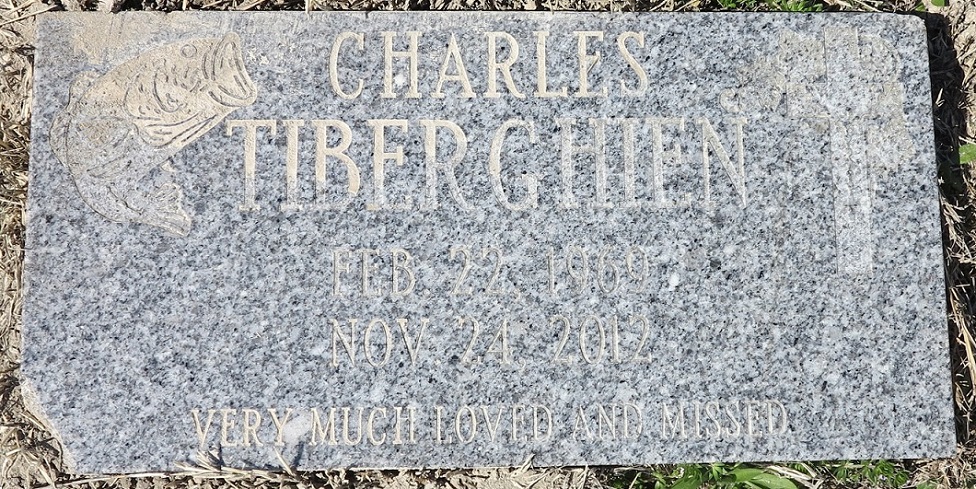 CHARLES
TIBERGHIEN
FEB. 22, 1969
NOV 24, 2012
VERY MUCH LOVED AND MISSED.